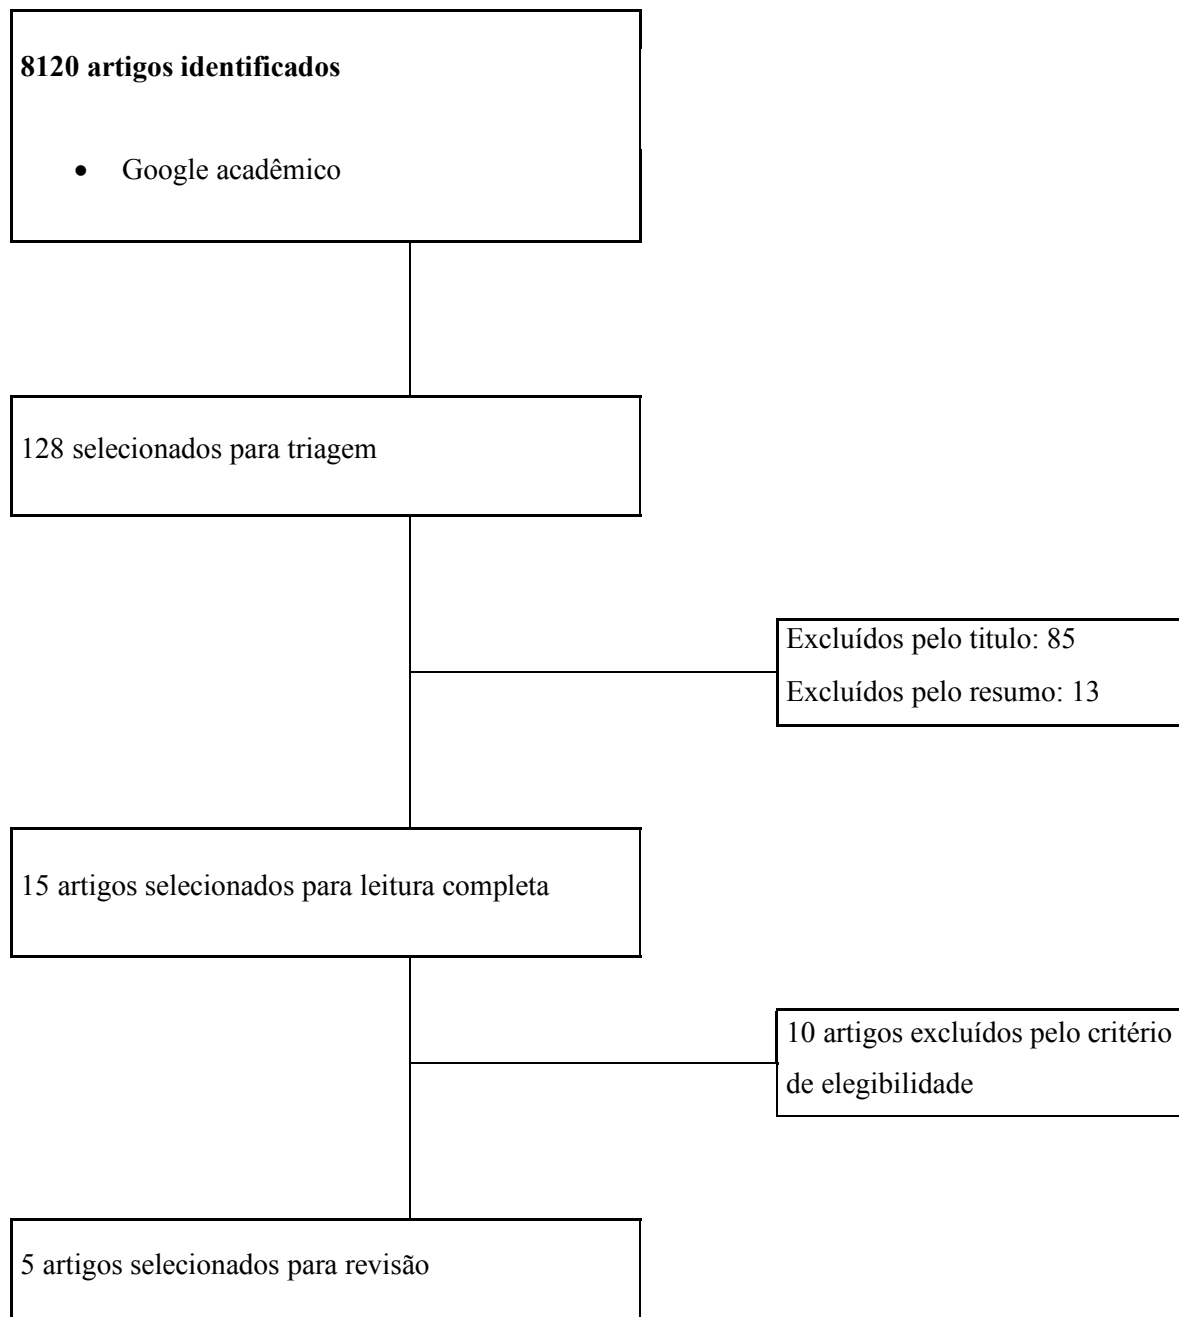 8120 artigos identificados
• Google acadêmico
128 selecionados para triagem
Excluídos pelo titulo: 85
Excluídos pelo resumo: 13
15 artigos selecionados para leitura completa
10 artigos excluídos pelo critério
de elegibilidade
5 artigos selecionados para revisão